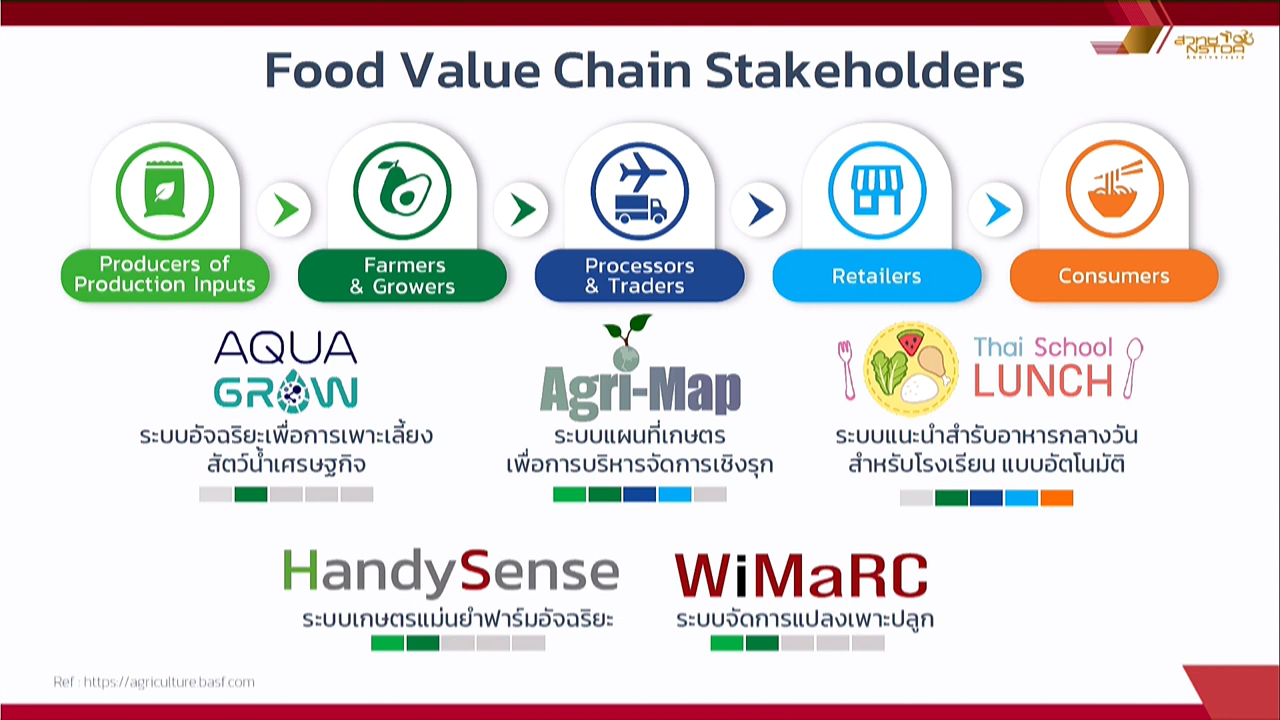 สวทช
NSTDA
Anniversary
Food Value Chain Stakeholders
Producers of
Production Inputs
Farmers
& Growers
Processors
& Traders
Retailers
Consumers
AQUA
GROW
ระบบอัจฉริยะเพื่อการเพาะเลี้ยง
สัตว์น้ำเศรษฐกิจ
Agri-Map
ระบบแผนที่เกษตร
เพื่อการบริหารจัดการเชิงรุก
Thai School
LUNCH
ระบบแนะนำสำรับอาหารกลางวัน
สำหรับโรงเรียน แบบอัตโนมัติ
HandySense
ระบบเกษตรแม่นยำฟาร์มอัจฉริยะ
WiMaRC
ระบบจัดการแปลงเพาะปลูก
Ref : https://agriculture.basf.com